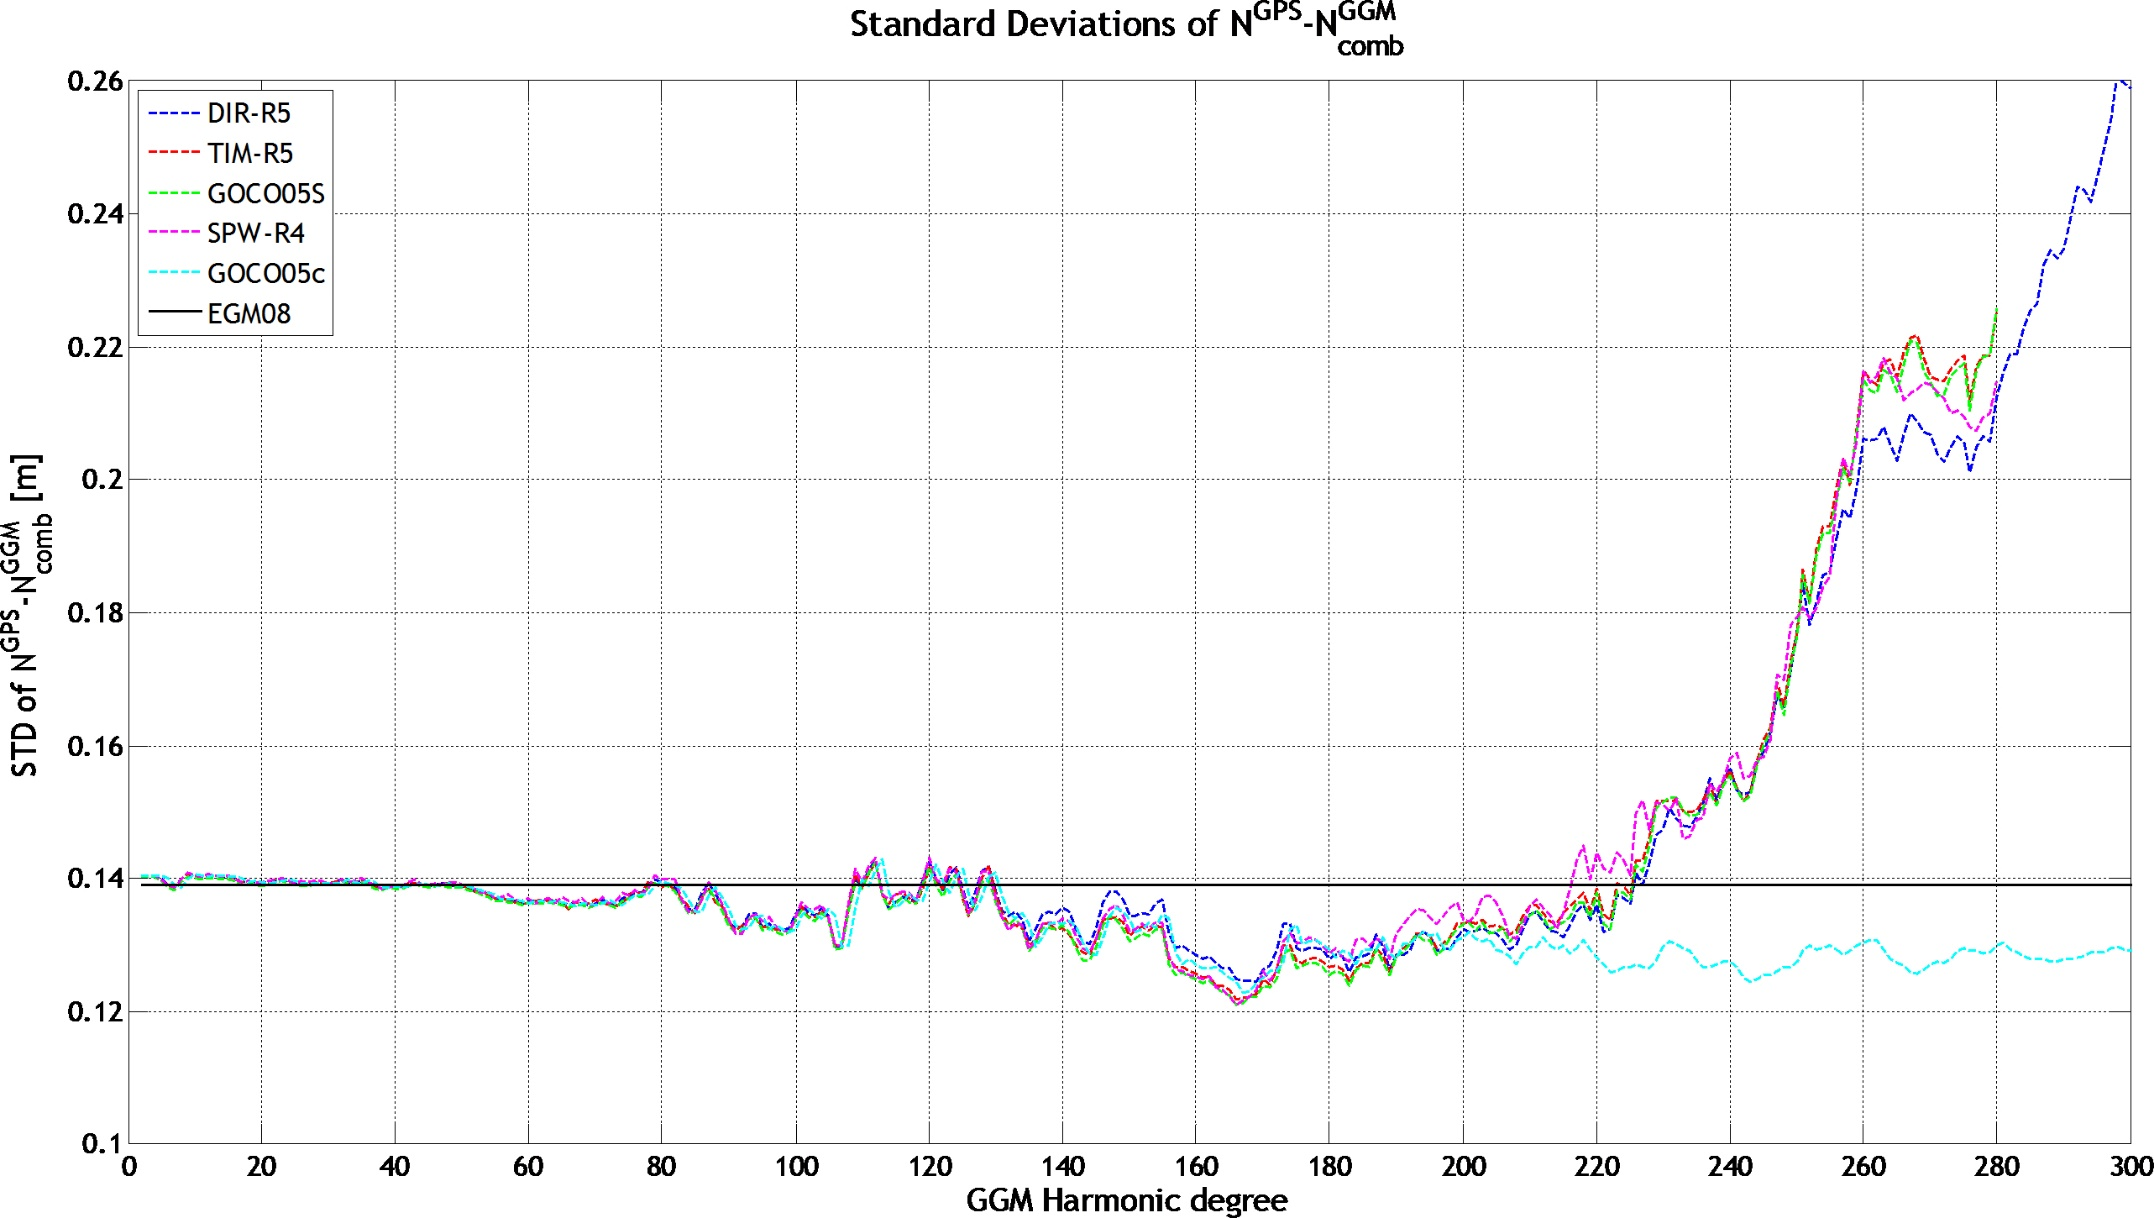 Standard Deviations of N^GPS-N^GGM_comb
0.26
0.24
0.22
0.2
0.18
0.16
0.14
0.12
0.1
STD of N^GPS-N^GGM_comb [m]
DIR-R5
TIM-R5
GOCO05S
SPW-R4
GOCO05c
EGM08
0 20 40 60 80 100 120 140 160 180 200 220 240 260 280 300
GGM Harmonic degree